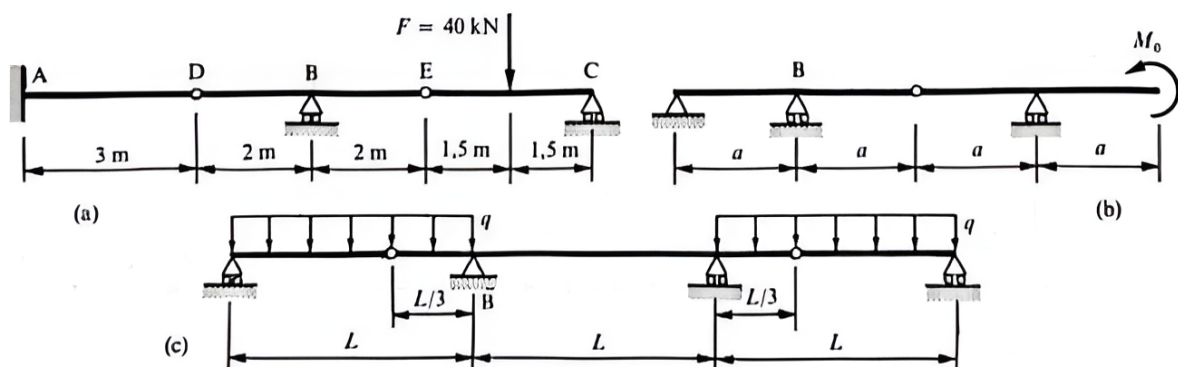 F = 40 kN
A D B E C
3 m 2 m 2 m 1,5 m 1,5 m
(a)
B M₀
a a a a
(b)
q q
B
L/3 L/3
L L L
(c)